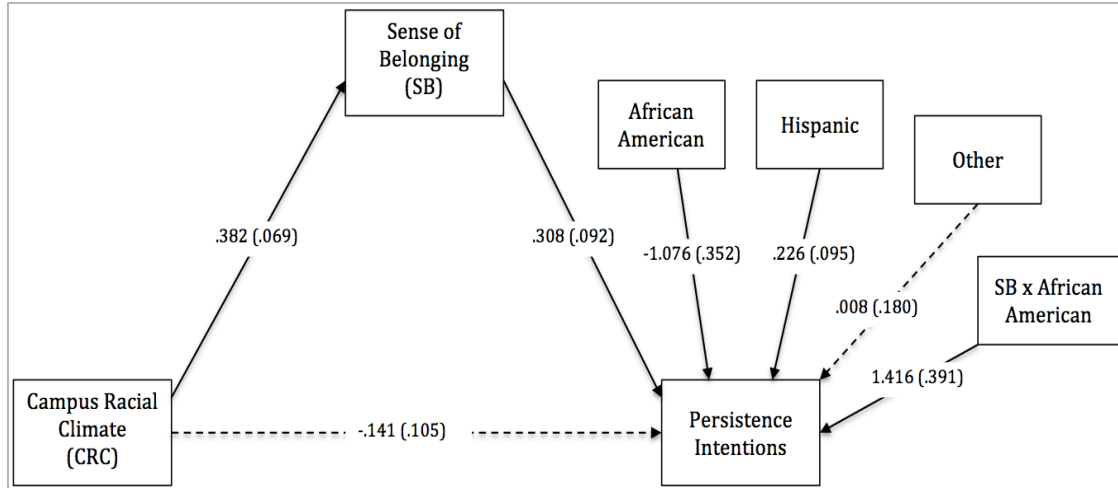 Sense of
Belonging
(SB)
African
American
Hispanic
Other
.382 (.069)
.308 (.092)
-1.076 (.352)
.226 (.095)
.008 (.180)
SB x African
American
1.416 (.391)
Campus Racial
Climate
(CRC)
-.141 (.105)
Persistence
Intentions